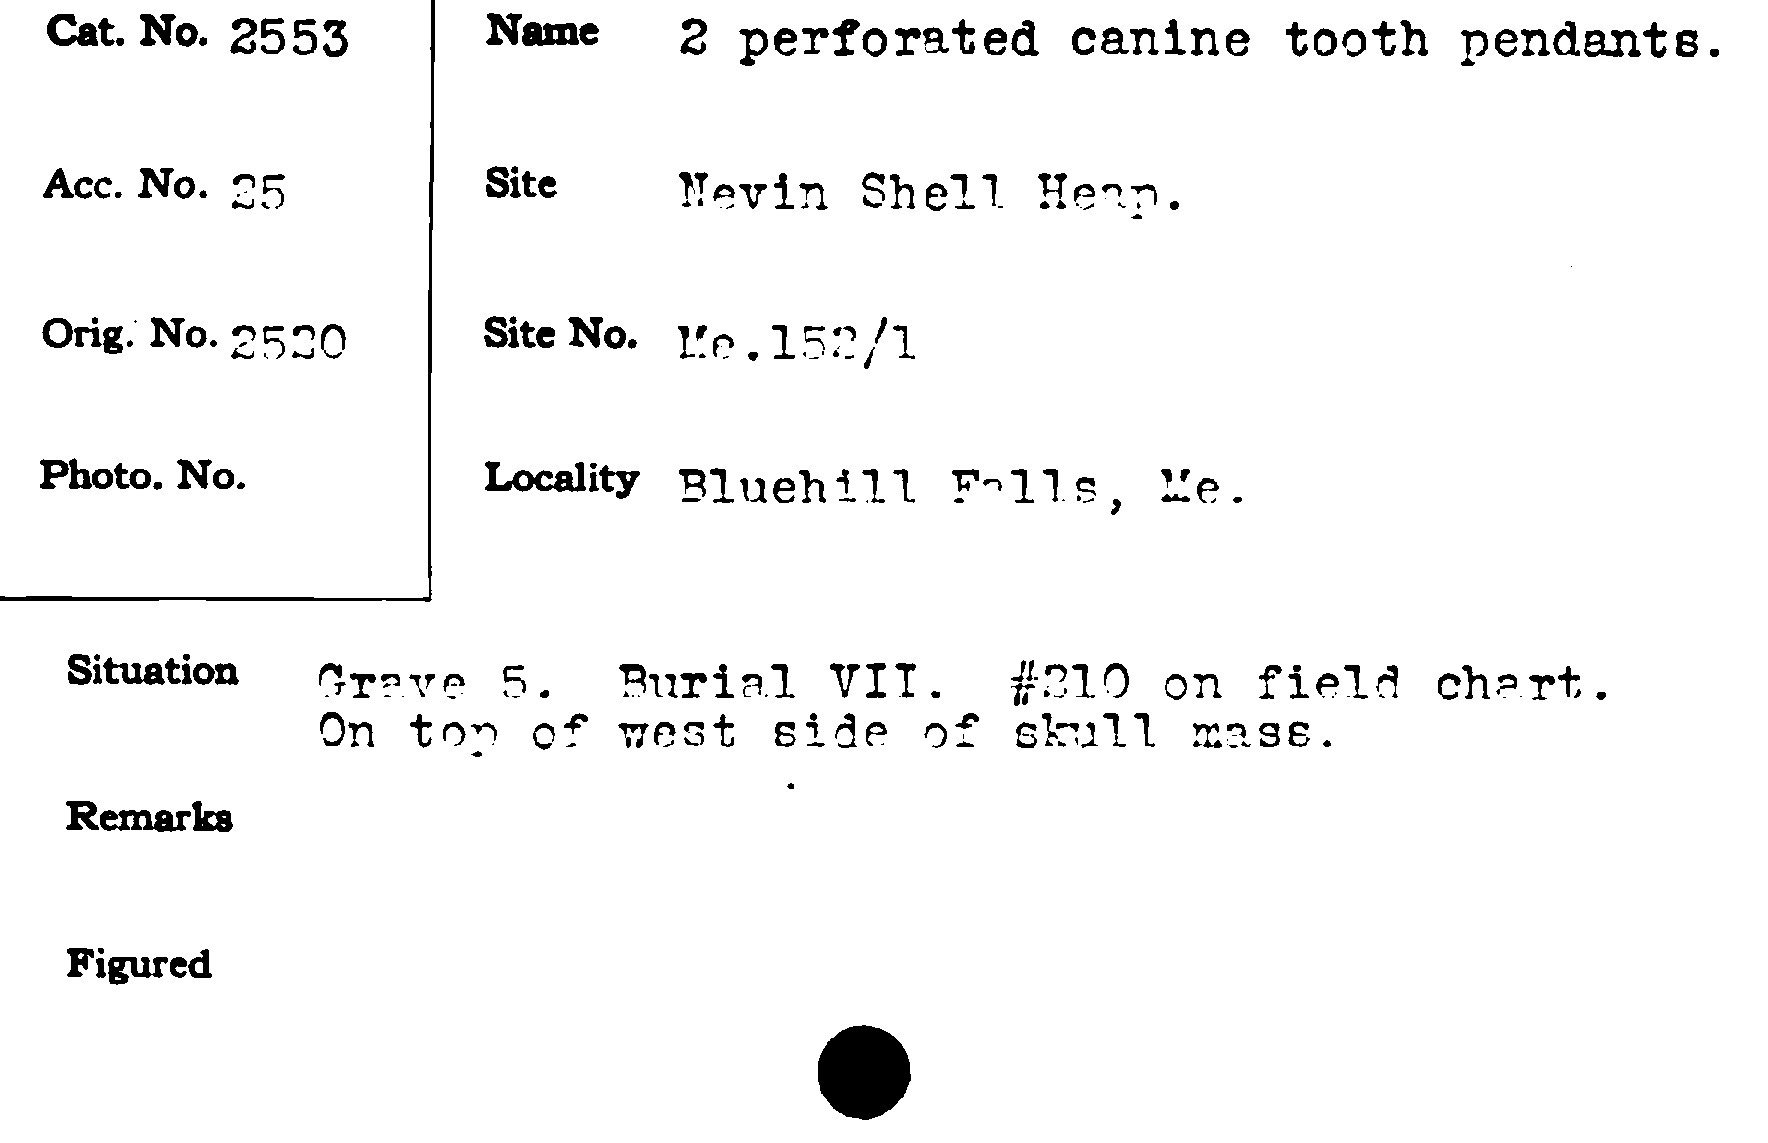 Cat. No. 2553
Name 2 perforated canine tooth pendants.
Acc. No. 25
Site Nevin Shell Heap.
Orig. No. 2520
Site No. Me.152/1
Photo. No.
Locality Bluehill Falls, Me.
Situation Grave 5. Burial VII. #210 on field chart.
On top of west side of skull mass.
Remarks
Figured